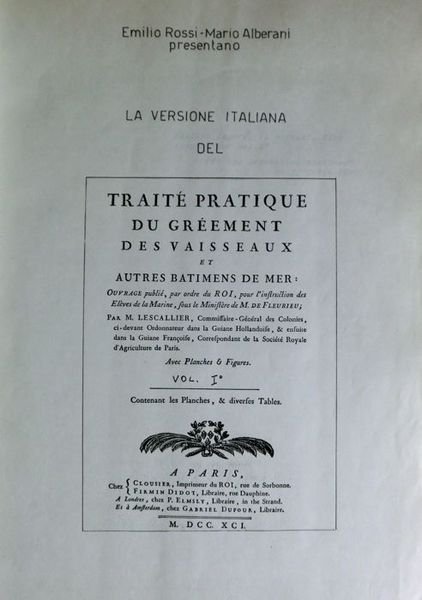 Emilio Rossi-Mario Alberani
presentano
LA VERSIONE ITALIANA
DEL
TRAITÉ PRATIQUE
DU GRÉEMENT
DES VAISSEAUX
ET
AUTRES BATIMENS DE MER:
OUVRAGE publié, par ordre du ROI, pour l'instruction des
Elèves de la Marine, sous le Ministère de M. DE FLEURIEU;
PAR M. LESCALLIER, Commissaire-Général des Colonies,
ci-devant Ordonnateur dans la Guiane Hollandoise, & ensuite
dans la Guiane Françoise, Correspondant de la Société Royale
d'Agriculture de Paris.
Avec Planches & Figures.
VOL. I°
Contenant les Planches, & diverses Tables.
A PARIS,
Chez { CLOUSIER, Imprimeur du ROI, rue de Sorbonne.
{ FIRMIN DIDOT, Libraire, rue Dauphine.
A Londres, chez P. ELMSLY, Libraire, in the Strand.
Et à Amsterdam, chez GABRIEL DUFOUR, Libraire.
M. DCC. XCI.